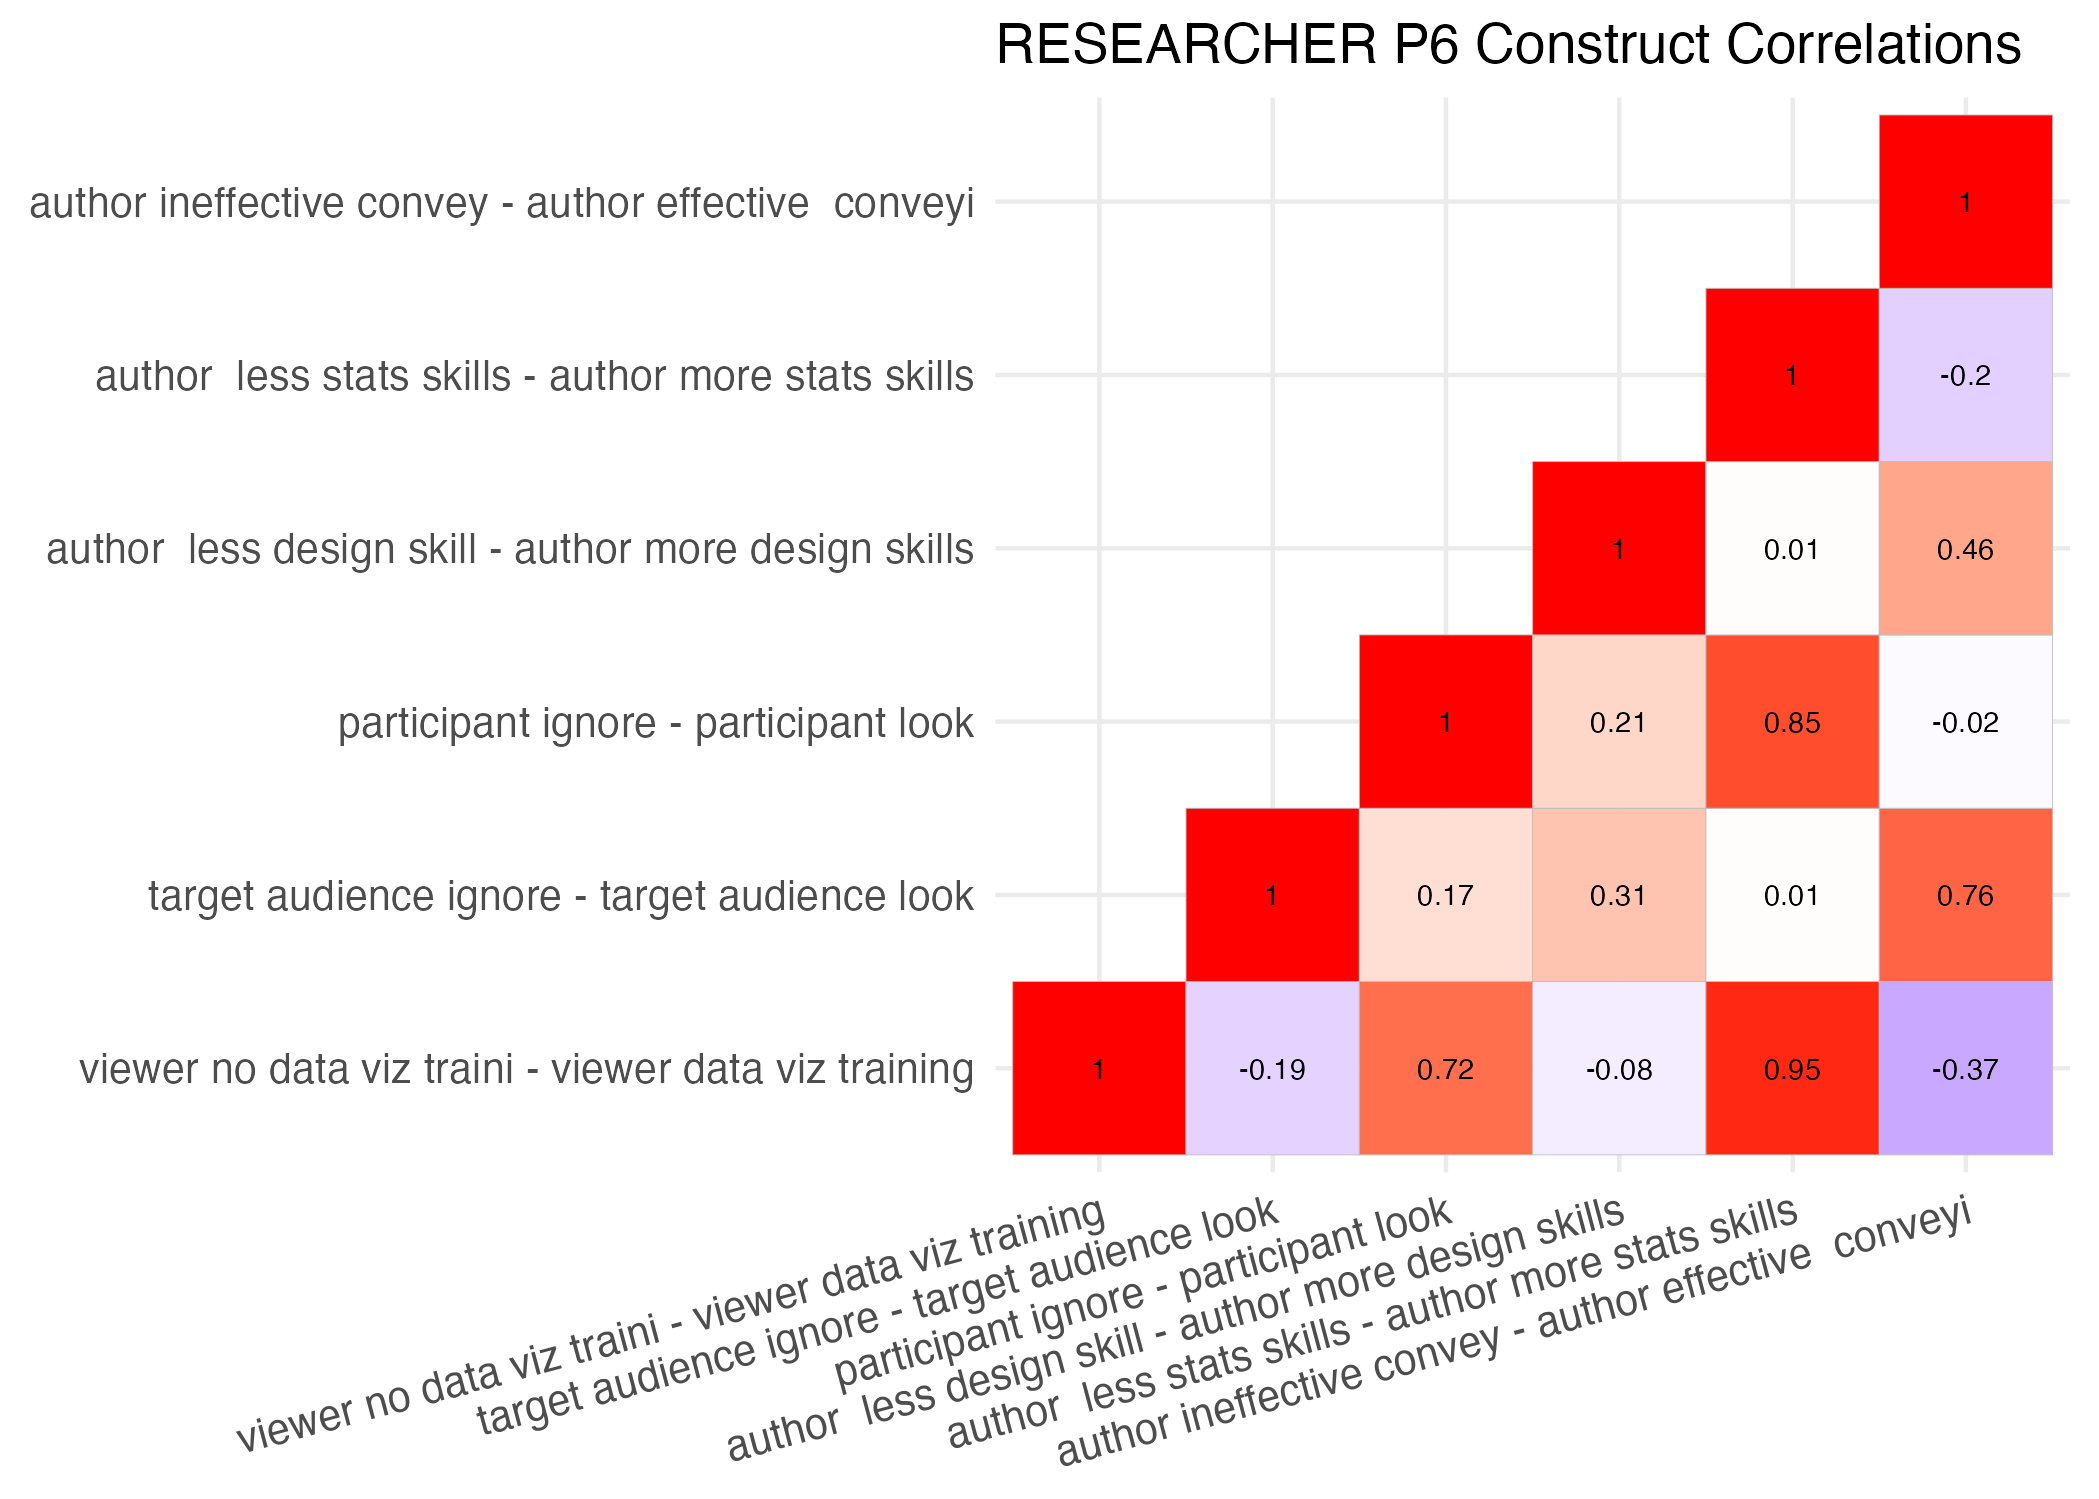 RESEARCHER P6 Construct Correlations
author ineffective convey - author effective  conveyi
1
author  less stats skills - author more stats skills
1
-0.2
author  less design skill - author more design skills
1
0.01
0.46
participant ignore - participant look
1
0.21
0.85
-0.02
target audience ignore - target audience look
1
0.17
0.31
0.01
0.76
viewer no data viz traini - viewer data viz training
1
-0.19
0.72
-0.08
0.95
-0.37
viewer no data viz traini - viewer data viz training
target audience ignore - target audience look
participant ignore - participant look
author  less design skill - author more design skills
author  less stats skills - author more stats skills
author ineffective convey - author effective  conveyi